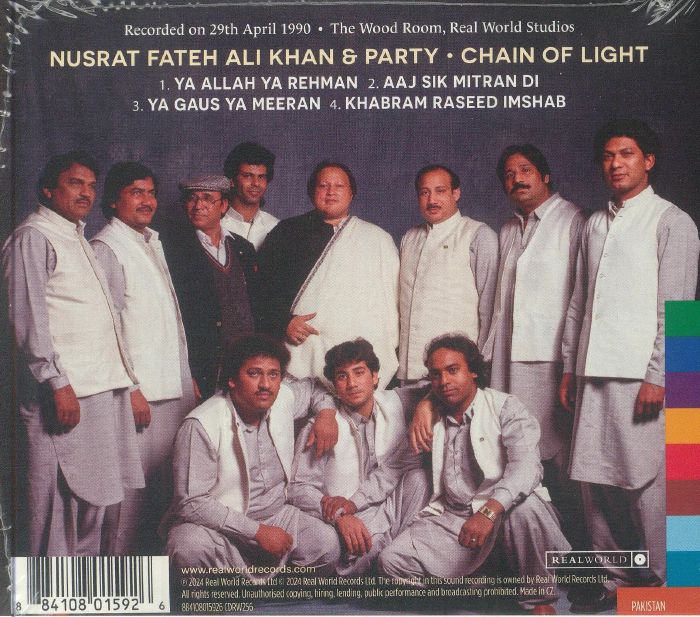 Recorded on 29th April 1990 • The Wood Room, Real World Studios
NUSRAT FATEH ALI KHAN & PARTY • CHAIN OF LIGHT
1. YA ALLAH YA REHMAN 2. AAJ SIK MITRAN DI
3. YA GAUS YA MEERAN 4. KHABRAM RASEED IMSHAB
www.realworldrecords.com
REALWORLD
℗ 2024 Real World Records Ltd © 2024 Real World Records Ltd. The copyright in this sound recording is owned by Real World Records Ltd.
All rights reserved. Unauthorised copying, hiring, lending, public performance and broadcasting prohibited. Made in CZ.
884108015926 CDRW256
8 84108 01592 6
PAKISTAN